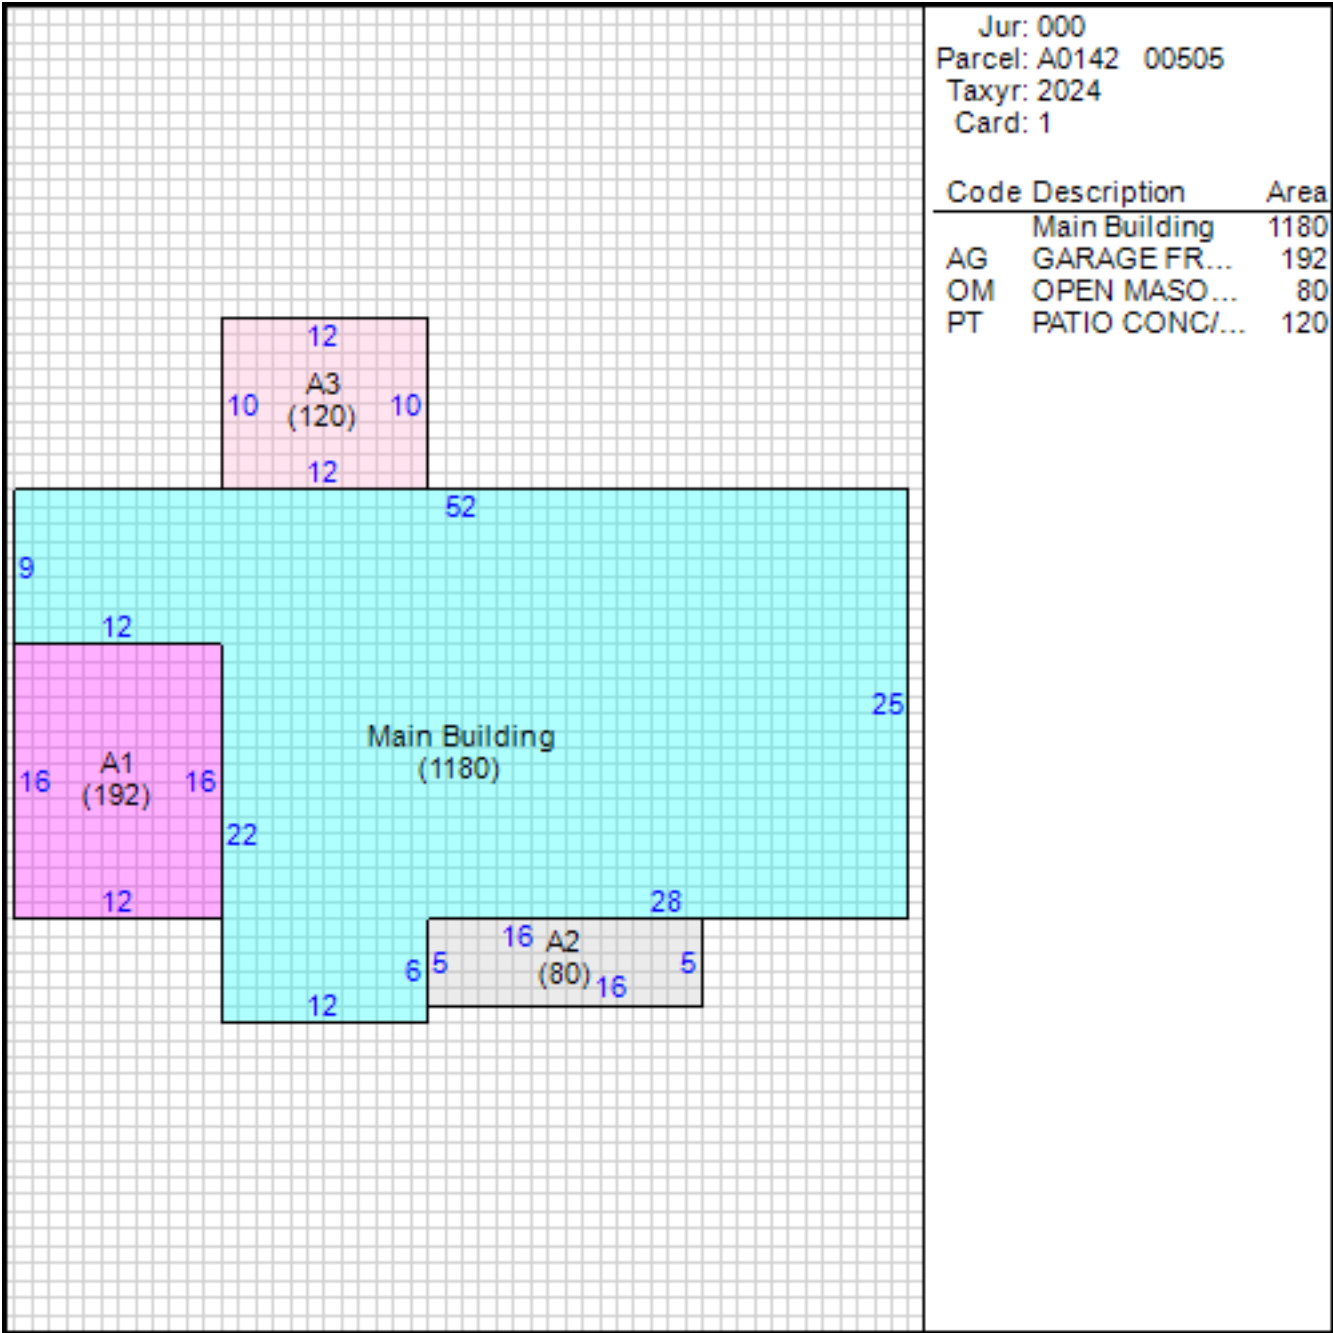 Jur: 000
Parcel: A0142 00505
Taxyr: 2024
Card: 1
Code Description Area
Main Building 1180
AG GARAGE FR... 192
OM OPEN MASO... 80
PT PATIO CONC/... 120
12
A3
10 (120) 10
12
52
9
12
25
Main Building
(1180)
A1
16 (192) 16
22
12
28
16 A2
6 5 (80) 5
16
12